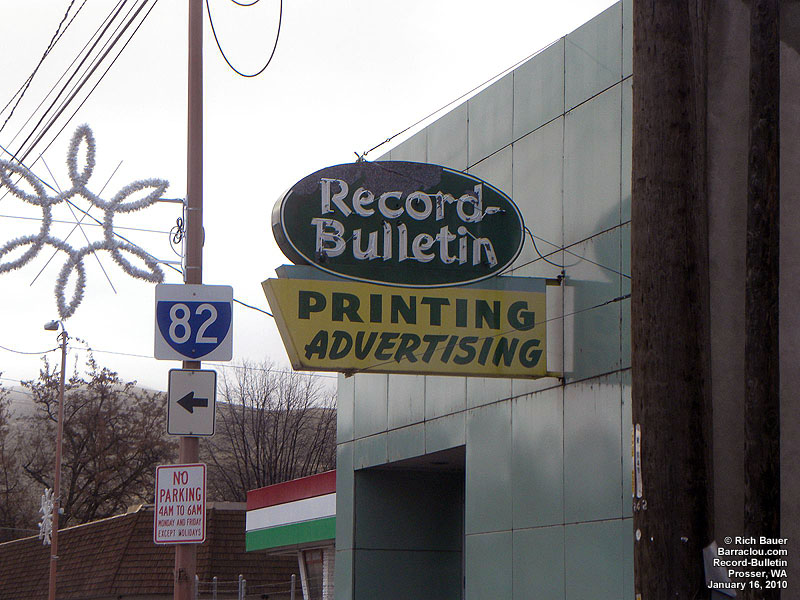 Record-
Bulletin
PRINTING
ADVERTISING
82
NO
PARKING
4AM TO 6AM
MONDAY AND FRIDAY
EXCEPT HOLIDAYS
© Rich Bauer
Barraclou.com
Record-Bulletin
Prosser, WA
January 16, 2010